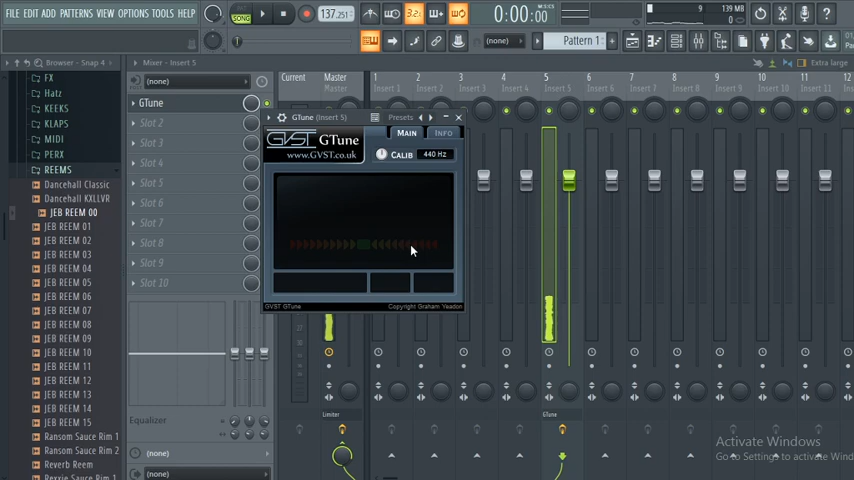 FILE EDIT ADD PATTERNS VIEW OPTIONS TOOLS HELP
SONG
137.251
3.2
0:00:00
M:S:CS
9
139 MB
0
(none)
Pattern 1
Browser - Snap 4
Mixer - Insert 5
Extra large
FX
Hatz
KEEKS
KLAPS
MIDI
PERX
REEMS
Dancehall Classic
Dancehall KXLLVR
JEB REEM 00
JEB REEM 01
JEB REEM 02
JEB REEM 03
JEB REEM 04
JEB REEM 05
JEB REEM 06
JEB REEM 07
JEB REEM 08
JEB REEM 09
JEB REEM 10
JEB REEM 11
JEB REEM 12
JEB REEM 13
JEB REEM 14
JEB REEM 15
Ransom Sauce Rim 1
Ransom Sauce Rim 2
Reverb Reem
(none)
GTune
Slot 2
Slot 3
Slot 4
Slot 5
Slot 6
Slot 7
Slot 8
Slot 9
Slot 10
Equalizer
(none)
(none)
Current
Master
Master
1 2 3 4 5 6 7 8 9 10 11
Insert 1 Insert 2 Insert 3 Insert 4 Insert 5 Insert 6 Insert 7 Insert 8 Insert 9 Insert 10 Insert 11
GTune (Insert 5)
Presets
GVST GTune
www.GVST.co.uk
MAIN INFO
CALIB 440 Hz
GVST GTune Copyright Graham Yeadon
Limiter
GTune
Activate Windows
Go to Settings to activate Wind